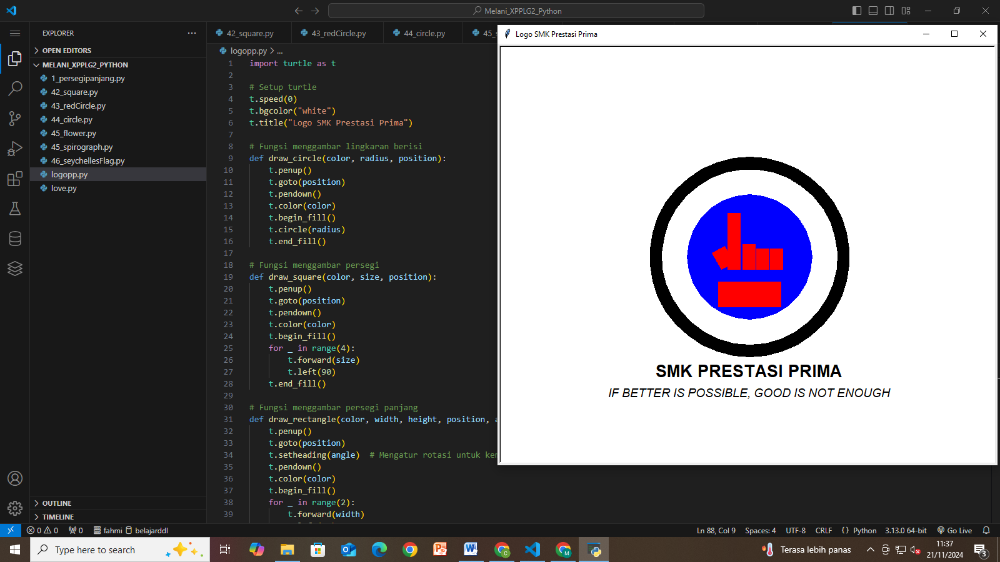 Melani_XPPLG2_Python
EXPLORER
OPEN EDITORS
MELANI_XPPLG2_PYTHON
1_persegipanjang.py
42_square.py
43_redCircle.py
44_circle.py
45_flower.py
45_spirograph.py
46_seychellesFlag.py
logopp.py
love.py
OUTLINE
TIMELINE
42_square.py
43_redCircle.py
44_circle.py
logopp.py > ...
1 import turtle as t
2
3 # Setup turtle
4 t.speed(0)
5 t.bgcolor("white")
6 t.title("Logo SMK Prestasi Prima")
7
8 # Fungsi menggambar lingkaran berisi
9 def draw_circle(color, radius, position):
10 t.penup()
11 t.goto(position)
12 t.pendown()
13 t.color(color)
14 t.begin_fill()
15 t.circle(radius)
16 t.end_fill()
17
18 # Fungsi menggambar persegi
19 def draw_square(color, size, position):
20 t.penup()
21 t.goto(position)
22 t.pendown()
23 t.color(color)
24 t.begin_fill()
25 for _ in range(4):
26 t.forward(size)
27 t.left(90)
28 t.end_fill()
29
30 # Fungsi menggambar persegi panjang
31 def draw_rectangle(color, width, height, position,
32 t.penup()
33 t.goto(position)
34 t.setheading(angle) # Mengatur rotasi untuk
35 t.pendown()
36 t.color(color)
37 t.begin_fill()
38 for _ in range(2):
39 t.forward(width)
Logo SMK Prestasi Prima
SMK PRESTASI PRIMA
IF BETTER IS POSSIBLE, GOOD IS NOT ENOUGH
0 0 0 fahmi belajarddl
Ln 88, Col 9 Spaces: 4 UTF-8 CRLF {} Python 3.13.0 64-bit Go Live
Type here to search
Terasa lebih panas
11:37
21/11/2024
3